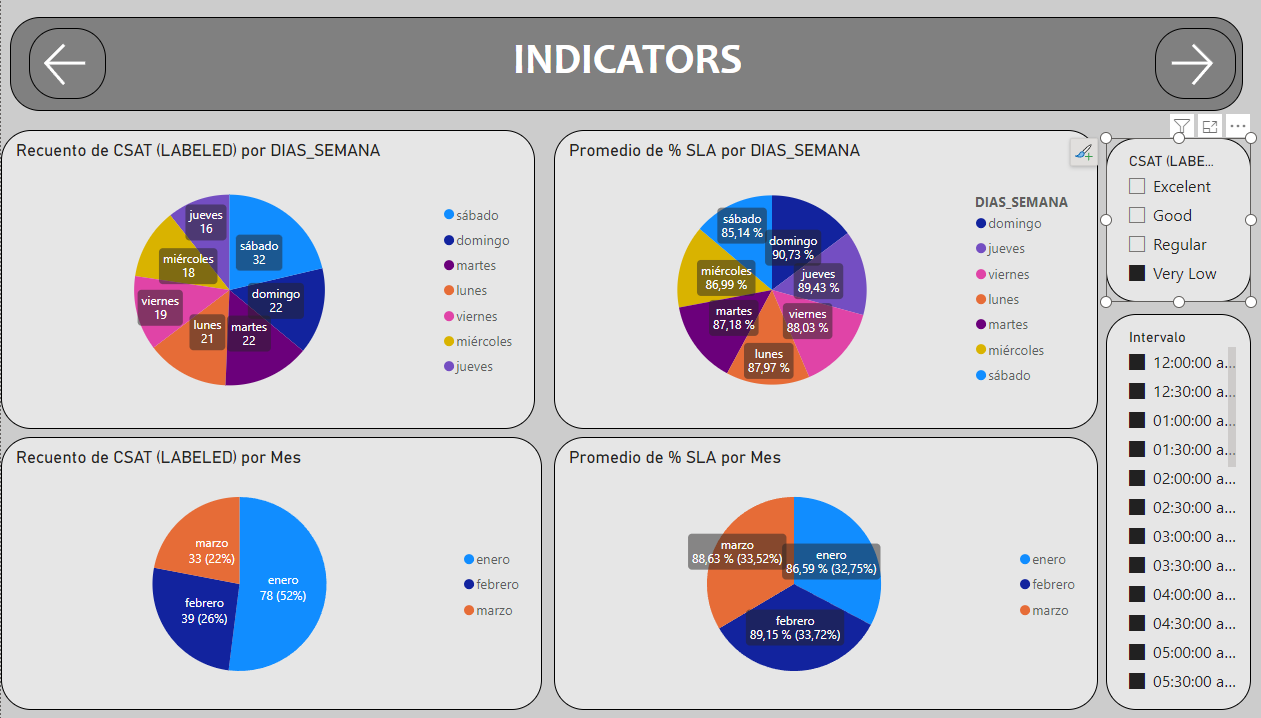 INDICATORS
Recuento de CSAT (LABELED) por DIAS_SEMANA
jueves
16
sábado
32
miércoles
18
domingo
22
viernes
19
lunes
21
martes
22
sábado
domingo
martes
lunes
viernes
miércoles
jueves
Promedio de % SLA por DIAS_SEMANA
sábado
85,14 %
domingo
90,73 %
miércoles
86,99 %
jueves
89,43 %
martes
87,18 %
viernes
88,03 %
lunes
87,97 %
DIAS_SEMANA
domingo
jueves
viernes
lunes
martes
miércoles
sábado
CSAT (LABE...
Excelent
Good
Regular
Very Low
Recuento de CSAT (LABELED) por Mes
marzo
33 (22%)
enero
78 (52%)
febrero
39 (26%)
enero
febrero
marzo
Promedio de % SLA por Mes
marzo
88,63 % (33,52%)
enero
86,59 % (32,75%)
febrero
89,15 % (33,72%)
enero
febrero
marzo
Intervalo
12:00:00 a...
12:30:00 a...
01:00:00 a...
01:30:00 a...
02:00:00 a...
02:30:00 a...
03:00:00 a...
03:30:00 a...
04:00:00 a...
04:30:00 a...
05:00:00 a...
05:30:00 a...